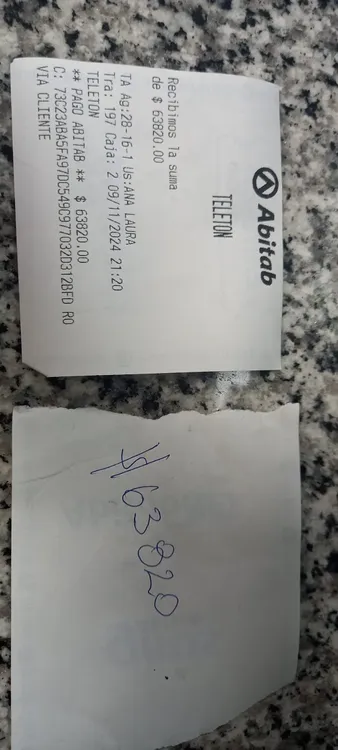 Abitab
TELETON
Recibimos la suma
de $ 63820.00
TA Ag:28-16-1 Us:ANA LAURA
Tra: 197 Caja: 2 09/11/2024 21:20
TELETON
** PAGO ABITAB ** $ 63820.00
C: 73C23ABA5FA97DC549C977032D312BFD RO
VIA CLIENTE
$63820